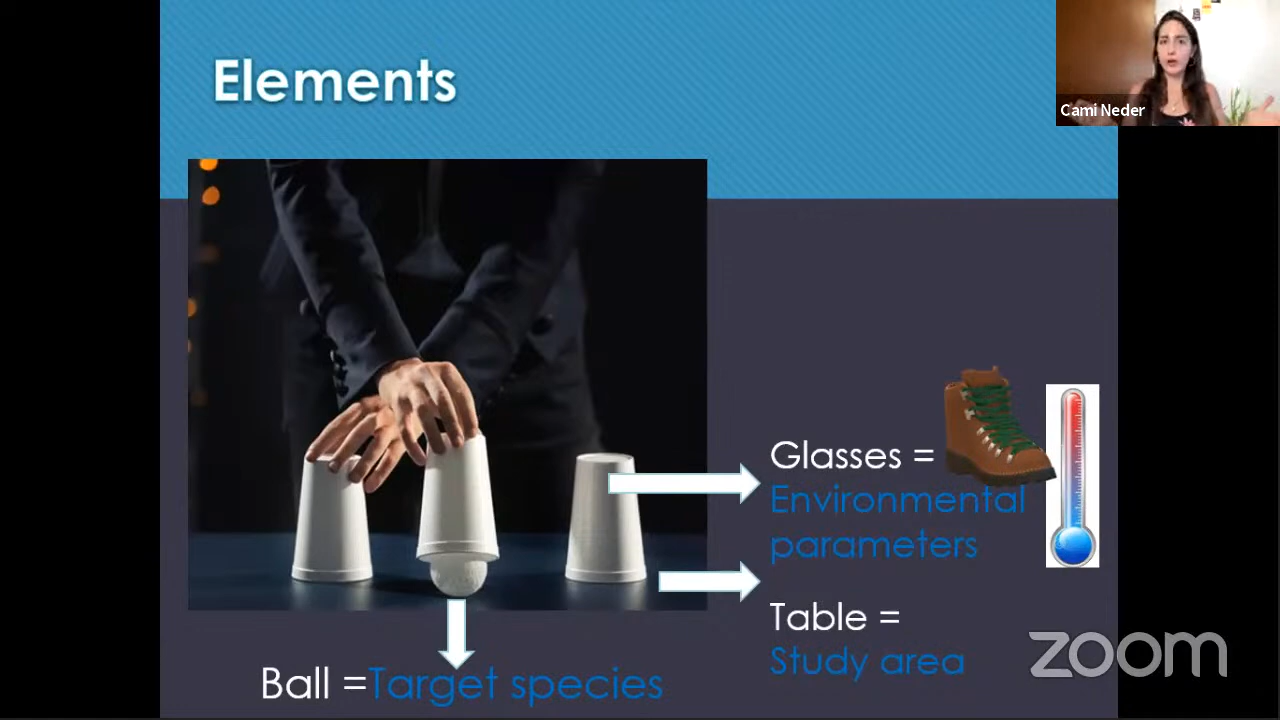 Elements
Cami Neder
Glasses =
Environmental
parameters
Table =
Study area
Ball =Target species
zoom